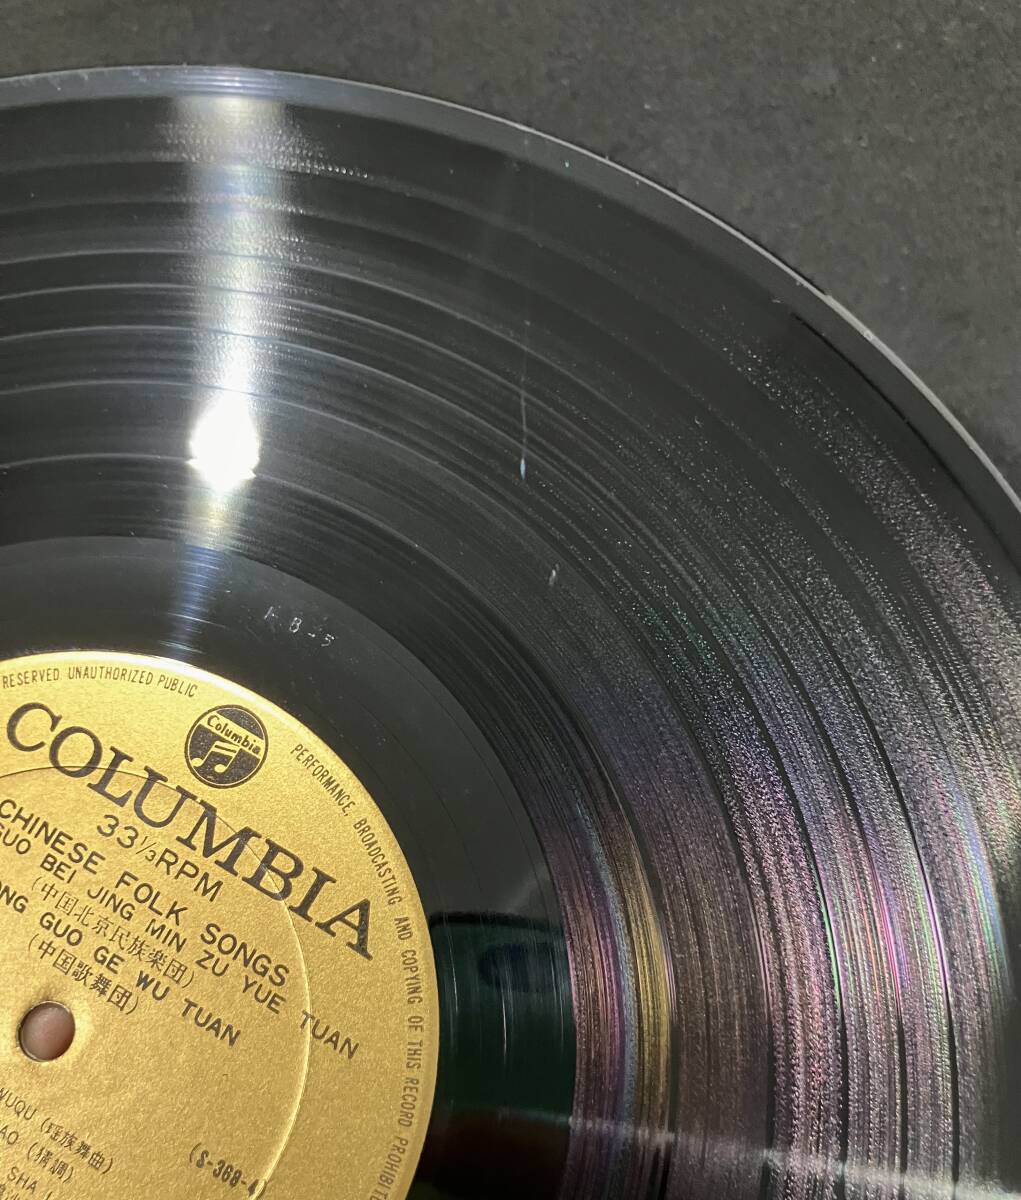 RESERVED. UNAUTHORIZED PUBLIC PERFORMANCE, BROADCASTING AND COPYING OF THIS RECORD
Columbia
COLUMBIA
33⅓RPM
CHINESE FOLK SONGS
GUO BEI JING MIN ZU YUE TUAN
(中国北京民族楽団)
GUO GE WU TUAN
(中国歌舞団)
(瑶族舞曲)
SHA
(S-368-4